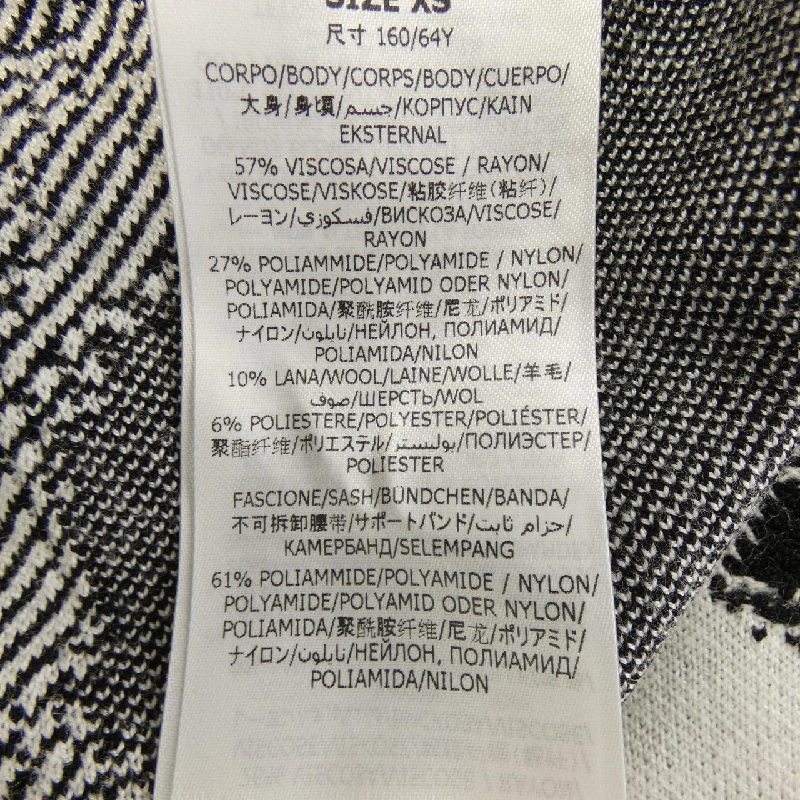 SIZE XS
尺寸 160/64Y
CORPO/BODY/CORPS/BODY/CUERPO/
大身/身頃/جسم/КОРПУС/KAIN
EKSTERNAL
57% VISCOSA/VISCOSE / RAYON/
VISCOSE/VISKOSE/粘胶纤维(粘纤)/
レーヨン/فسكوزي/ВИСКОЗА/VISCOSE/
RAYON
27% POLIAMMIDE/POLYAMIDE / NYLON/
POLYAMIDE/POLYAMID ODER NYLON/
POLIAMIDA/聚酰胺纤维/尼龙/ポリアミド/
ナイロン/نايلون/НЕЙЛОН, ПОЛИАМИД/
POLIAMIDA/NILON
10% LANA/WOOL/LAINE/WOLLE/羊毛/
صوف/ШЕРСТЬ/WOL
6% POLIESTERE/POLYESTER/POLIÉSTER/
聚酯纤维/ポリエステル/بوليستر/ПОЛИЭСТЕР/
POLIESTER
FASCIONE/SASH/BÜNDCHEN/BANDA/
不可拆卸腰带/サポートバンド/حزام ثابت/
КАМЕРБАНД/SELEMPANG
61% POLIAMMIDE/POLYAMIDE / NYLON/
POLYAMIDE/POLYAMID ODER NYLON/
POLIAMIDA/聚酰胺纤维/尼龙/ポリアミド/
ナイロン/نايلون/НЕЙЛОН, ПОЛИАМИД/
POLIAMIDA/NILON